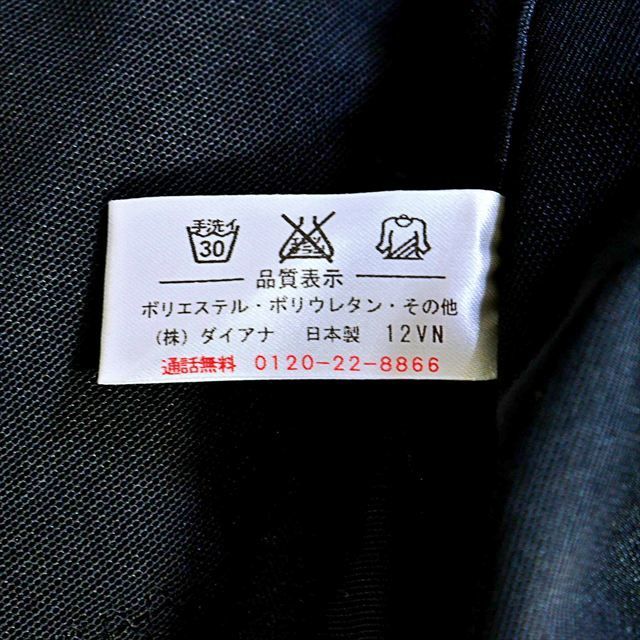 手洗イ
30
品質表示
ポリエステル・ポリウレタン・その他
(株) ダイアナ 日本製 12VN
通話無料 0120-22-8866